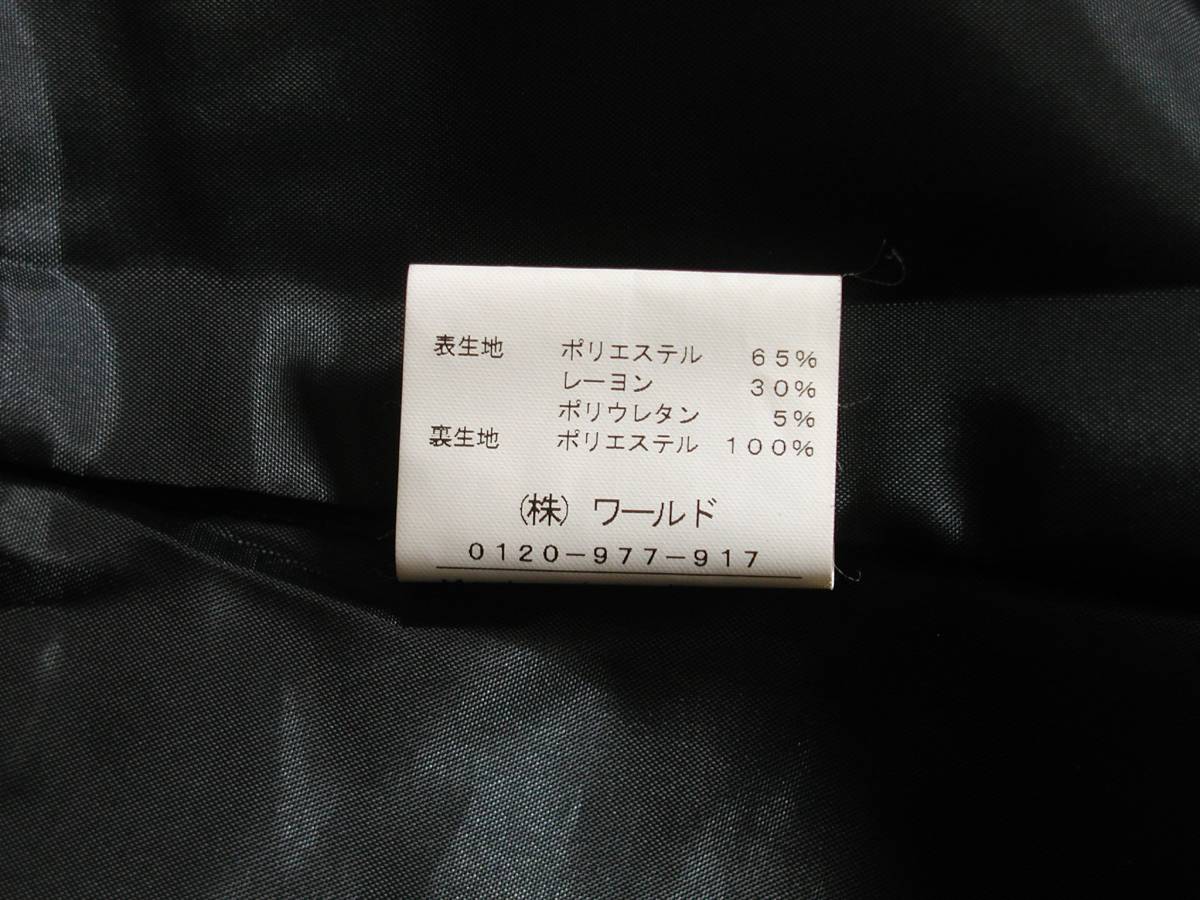 表生地 ポリエステル 65%
レーヨン 30%
ポリウレタン 5%
裏生地 ポリエステル 100%
(株) ワールド
0120-977-917